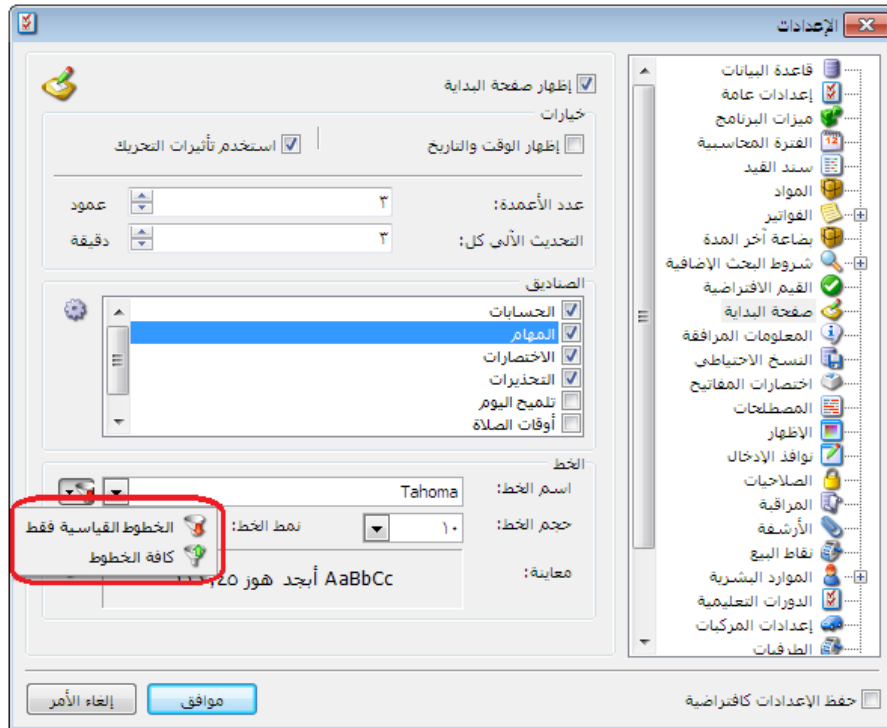 الإعدادات
قاعدة البيانات
إعدادات عامة
ميزات البرنامج
الفترة المحاسبية
سند القيد
المواد
الفواتير
بضاعة آخر المدة
شروط البحث الإضافية
القيم الافتراضية
صفحة البداية
المعلومات المرافقة
النسخ الاحتياطي
اختصارات المفاتيح
المصطلحات
الإظهار
نوافذ الإدخال
الصلاحيات
المراقبة
الأرشفة
نقاط البيع
الموارد البشرية
الدورات التعليمية
إعدادات المركبات
الطرفيات
إظهار صفحة البداية
خيارات
إظهار الوقت والتاريخ استخدم تأثيرات التحريك
عدد الأعمدة: ٣ عمود
التحديث الآلي كل: ٣ دقيقة
الصناديق
الحسابات
المهام
الاختصارات
التحذيرات
تلميح اليوم
أوقات الصلاة
الخط
اسم الخط: Tahoma
حجم الخط: ١٠ نمط الخط:
الخطوط القياسية فقط
كافة الخطوط
معاينة: AaBbCc أبجد هوز
حفظ الإعدادات كافتراضية موافق إلغاء الأمر